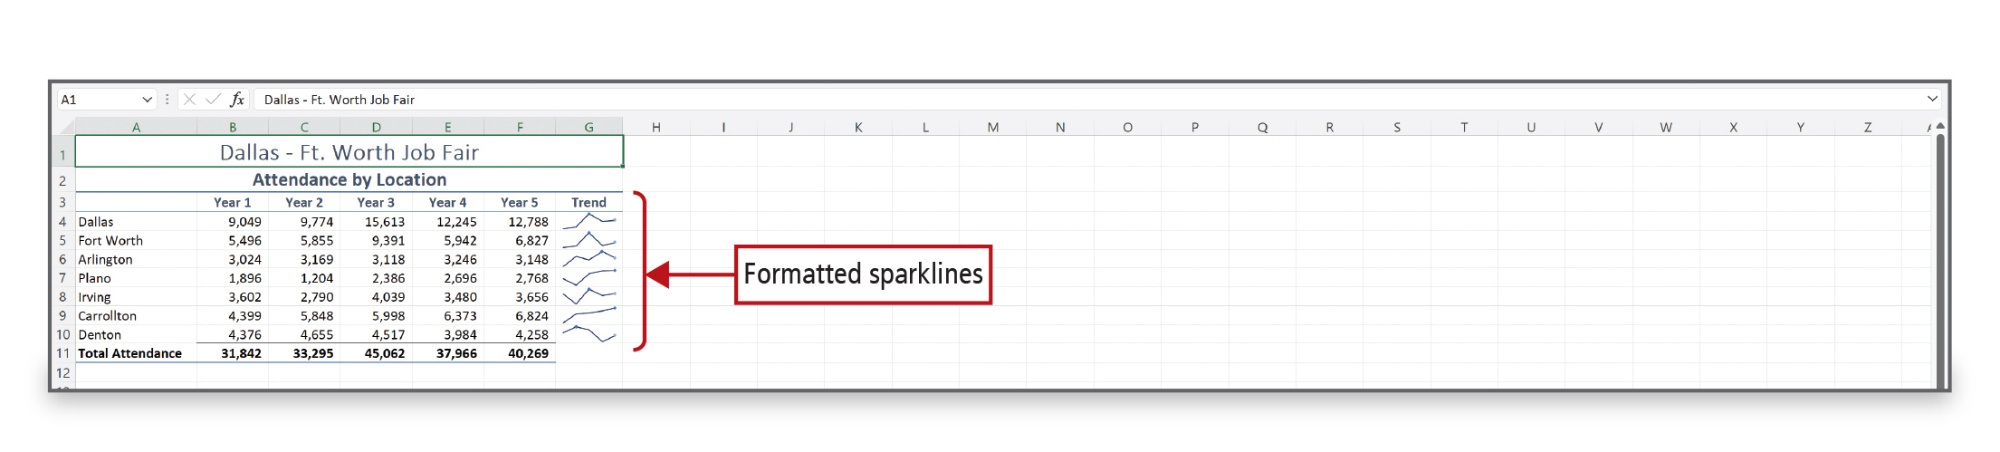 A1 fx Dallas - Ft. Worth Job Fair
A B C D E F G H I J K L M N O P Q R S T U V W X Y Z
1 Dallas - Ft. Worth Job Fair
2 Attendance by Location
3 Year 1 Year 2 Year 3 Year 4 Year 5 Trend
4 Dallas 9,049 9,774 15,613 12,245 12,788
5 Fort Worth 5,496 5,855 9,391 5,942 6,827
6 Arlington 3,024 3,169 3,118 3,246 3,148
7 Plano 1,896 1,204 2,386 2,696 2,768
8 Irving 3,602 2,790 4,039 3,480 3,656
9 Carrollton 4,399 5,848 5,998 6,373 6,824
10 Denton 4,376 4,655 4,517 3,984 4,258
11 Total Attendance 31,842 33,295 45,062 37,966 40,269
12
Formatted sparklines